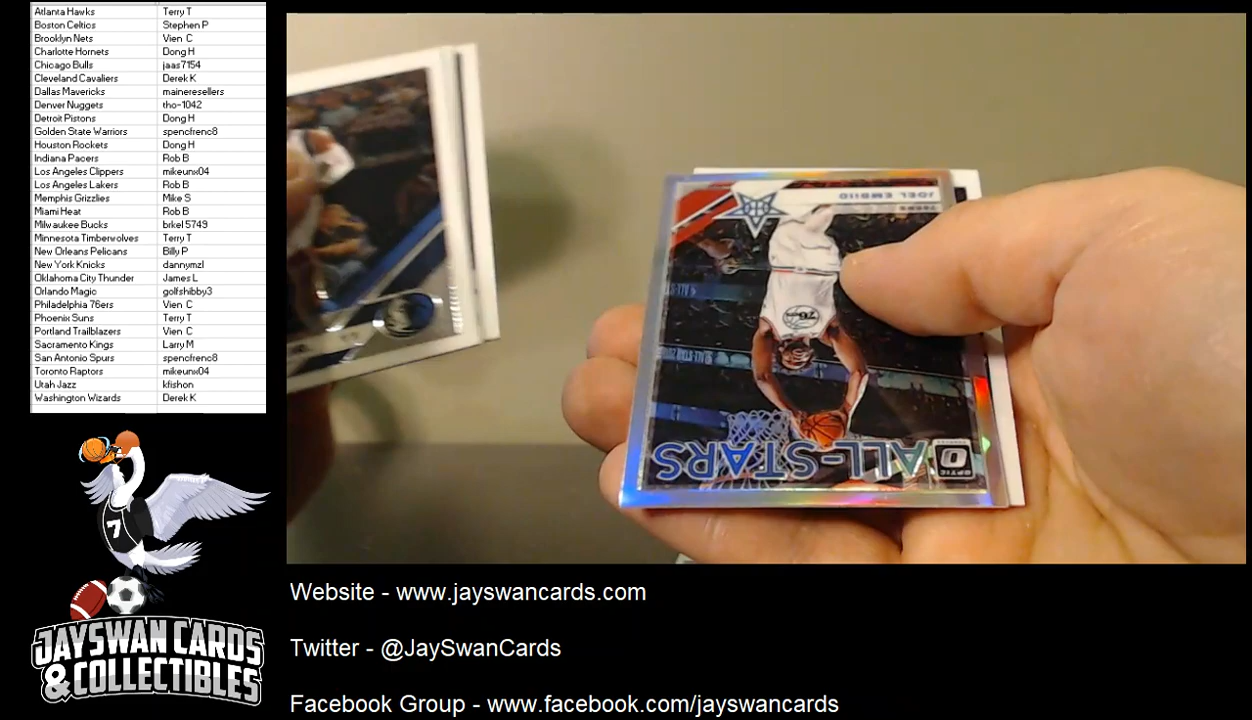 Atlanta Hawks Terry T
Boston Celtics Stephen P
Brooklyn Nets Vien C
Charlotte Hornets Dong H
Chicago Bulls jaas7154
Cleveland Cavaliers Derek K
Dallas Mavericks maineresellers
Denver Nuggets tho-1042
Detroit Pistons Dong H
Golden State Warriors spencfrenc8
Houston Rockets Dong H
Indiana Pacers Rob B
Los Angeles Clippers mikeunx04
Los Angeles Lakers Rob B
Memphis Grizzlies Mike S
Miami Heat Rob B
Milwaukee Bucks brkel5749
Minnesota Timberwolves Terry T
New Orleans Pelicans Billy P
New York Knicks dannymzl
Oklahoma City Thunder James L
Orlando Magic golfshibby3
Philadelphia 76ers Vien C
Phoenix Suns Terry T
Portland Trailblazers Vien C
Sacramento Kings Larry M
San Antonio Spurs spencfrenc8
Toronto Raptors mikeunx04
Utah Jazz kfishon
Washington Wizards Derek K
7
JAYSWAN CARDS
& COLLECTIBLES
JOEL EMBIID
76ERS
76
ALL-STARS
OPTIC
Website - www.jayswancards.com
Twitter - @JaySwanCards
Facebook Group - www.facebook.com/jayswancards